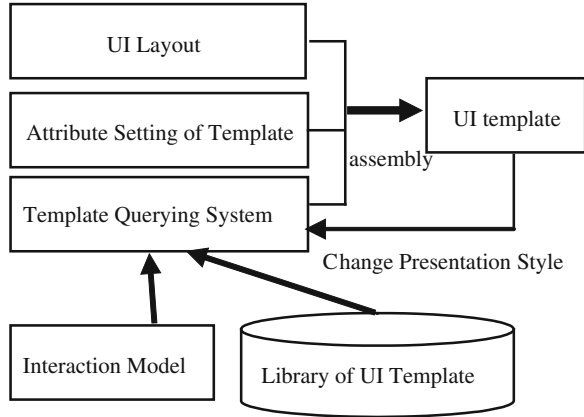 UI Layout
Attribute Setting of Template
UI template
assembly
Template Querying System
Change Presentation Style
Interaction Model
Library of UI Template